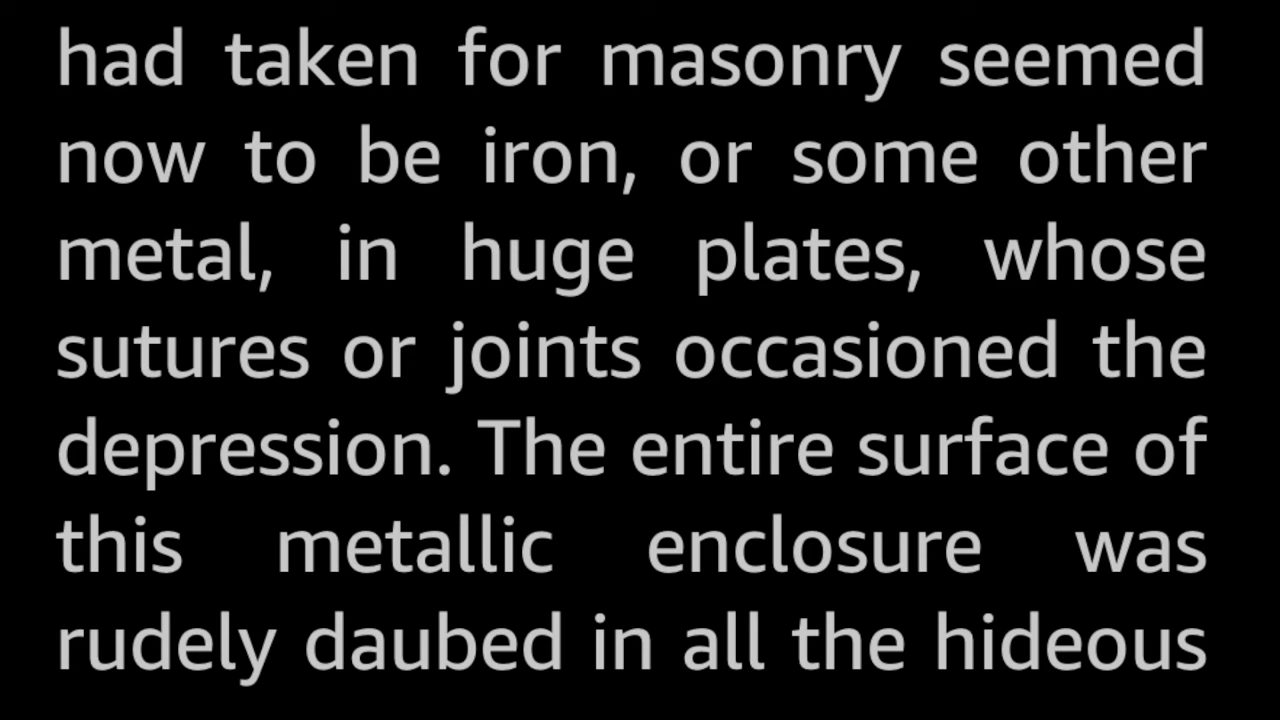 had taken for masonry seemed
now to be iron, or some other
metal, in huge plates, whose
sutures or joints occasioned the
depression. The entire surface of
this metallic enclosure was
rudely daubed in all the hideous